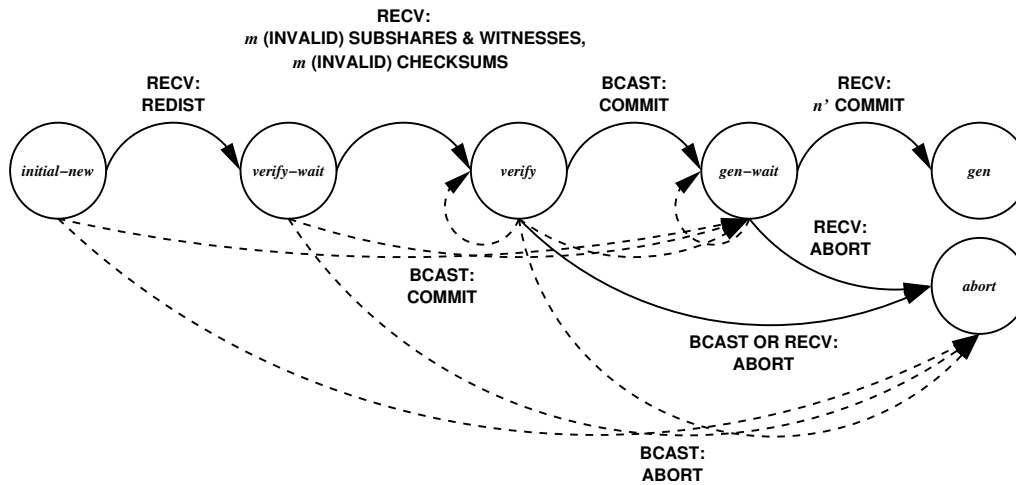 RECV:
m (INVALID) SUBSHARES & WITNESSES,
m (INVALID) CHECKSUMS
RECV:
REDIST
BCAST:
COMMIT
RECV:
n' COMMIT
initial-new
verify-wait
verify
gen-wait
gen
RECV:
ABORT
BCAST:
COMMIT
abort
BCAST OR RECV:
ABORT
BCAST:
ABORT